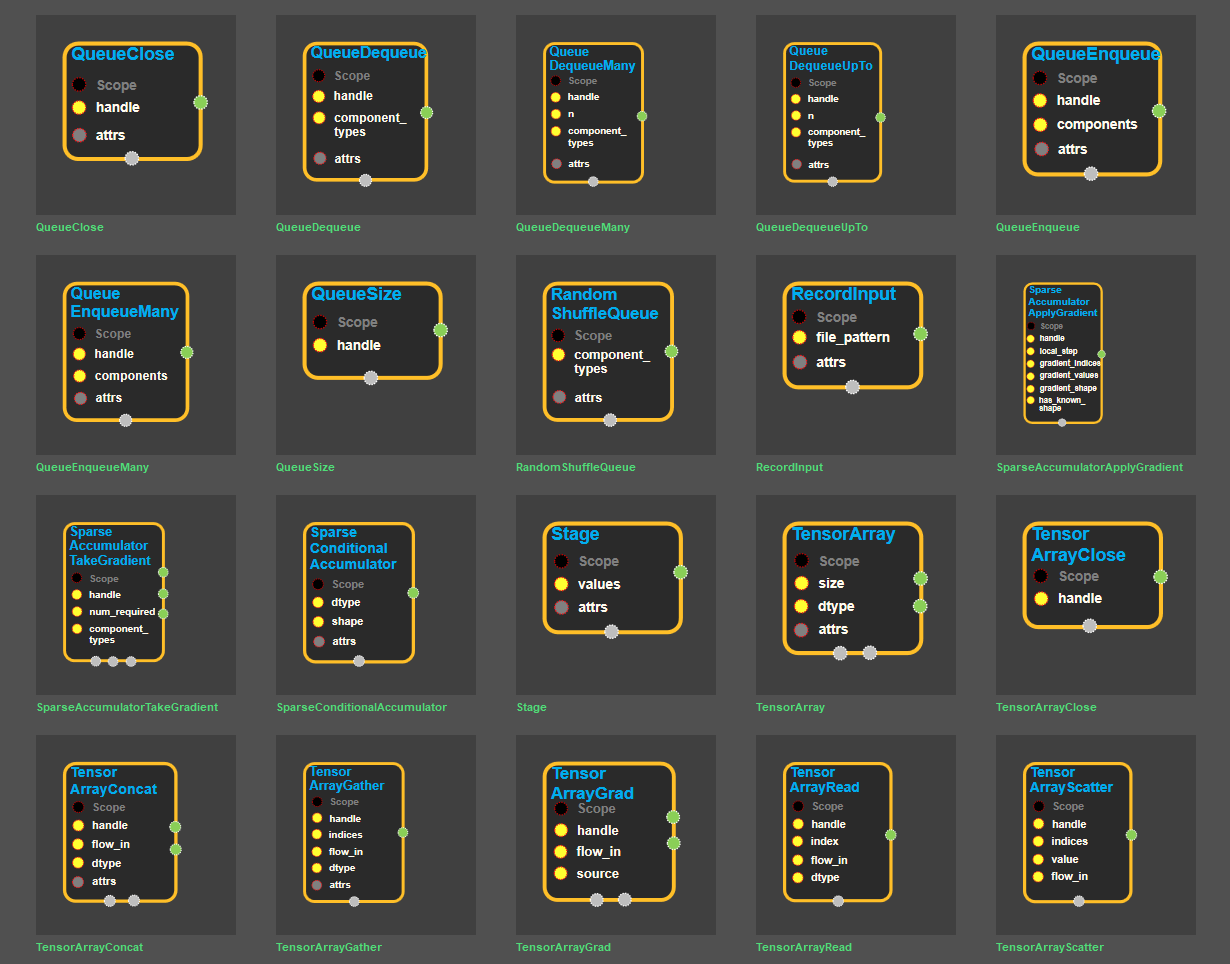 QueueClose
Scope
handle
attrs
QueueClose
QueueDequeue
Scope
handle
component_
types
attrs
QueueDequeue
Queue
DequeueMany
Scope
handle
n
component_
types
attrs
QueueDequeueMany
Queue
DequeueUpTo
Scope
handle
n
component_
types
attrs
QueueDequeueUpTo
QueueEnqueue
Scope
handle
components
attrs
QueueEnqueue
Queue
EnqueueMany
Scope
handle
components
attrs
QueueEnqueueMany
QueueSize
Scope
handle
QueueSize
Random
ShuffleQueue
Scope
component_
types
attrs
RandomShuffleQueue
RecordInput
Scope
file_pattern
attrs
RecordInput
Sparse
Accumulator
ApplyGradient
Scope
handle
local_step
gradient_indices
gradient_values
gradient_shape
has_known_
shape
SparseAccumulatorApplyGradient
Sparse
Accumulator
TakeGradient
Scope
handle
num_required
component_
types
SparseAccumulatorTakeGradient
Sparse
Conditional
Accumulator
Scope
dtype
shape
attrs
SparseConditionalAccumulator
Stage
Scope
values
attrs
Stage
TensorArray
Scope
size
dtype
attrs
TensorArray
Tensor
ArrayClose
Scope
handle
TensorArrayClose
Tensor
ArrayConcat
Scope
handle
flow_in
dtype
attrs
TensorArrayConcat
Tensor
ArrayGather
Scope
handle
indices
flow_in
dtype
attrs
TensorArrayGather
Tensor
ArrayGrad
Scope
handle
flow_in
source
TensorArrayGrad
Tensor
ArrayRead
Scope
handle
index
flow_in
dtype
TensorArrayRead
Tensor
ArrayScatter
Scope
handle
indices
value
flow_in
TensorArrayScatter